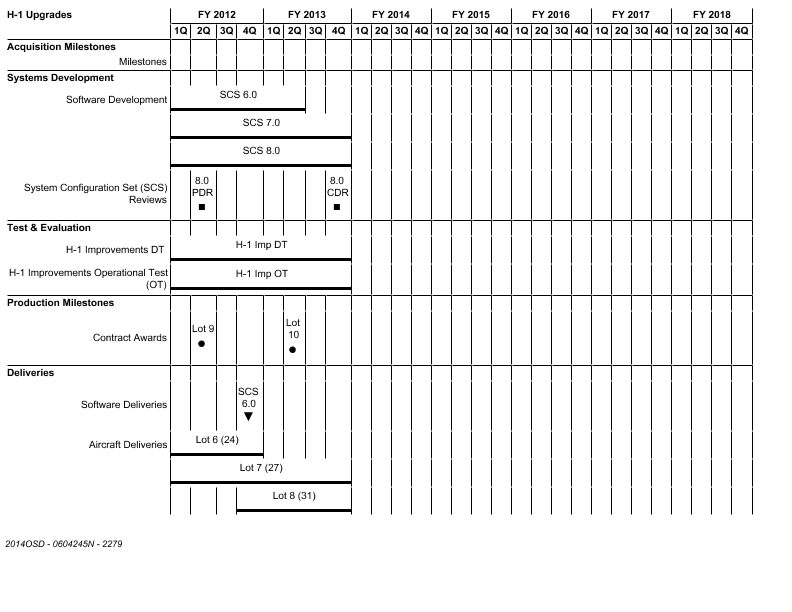 H-1 Upgrades FY 2012 FY 2013 FY 2014 FY 2015 FY 2016 FY 2017 FY 2018
1Q 2Q 3Q 4Q 1Q 2Q 3Q 4Q 1Q 2Q 3Q 4Q 1Q 2Q 3Q 4Q 1Q 2Q 3Q 4Q 1Q 2Q 3Q 4Q 1Q 2Q 3Q 4Q
Acquisition Milestones
Milestones
Systems Development
Software Development SCS 6.0
SCS 7.0
SCS 8.0
System Configuration Set (SCS)
Reviews
8.0
PDR
8.0
CDR
Test & Evaluation
H-1 Improvements DT H-1 Imp DT
H-1 Improvements Operational Test
(OT)
H-1 Imp OT
Production Milestones
Contract Awards
Lot 9
Lot
10
Deliveries
Software Deliveries
SCS
6.0
Aircraft Deliveries Lot 6 (24)
Lot 7 (27)
Lot 8 (31)
2014OSD - 0604245N - 2279